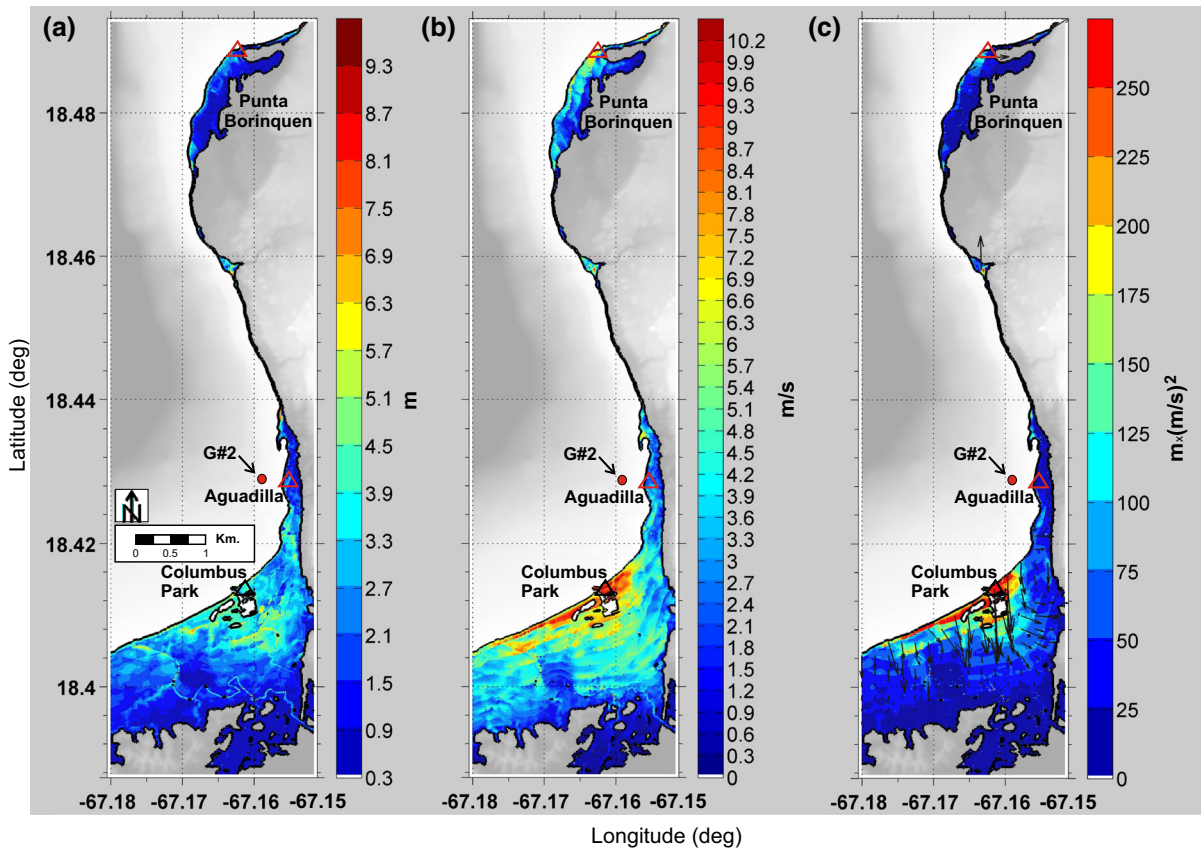 (a)
Punta
Borinquen
G#2
Aguadilla
N
Km.
0 0.5 1
Columbus
Park
18.48
18.46
18.44
18.42
18.4
Latitude (deg)
-67.18 -67.17 -67.16 -67.15
9.3
8.7
8.1
7.5
6.9
6.3
5.7
5.1
4.5
3.9
3.3
2.7
2.1
1.5
0.9
0.3
m
(b)
Punta
Borinquen
G#2
Aguadilla
Columbus
Park
-67.18 -67.17 -67.16 -67.15
10.2
9.9
9.6
9.3
9
8.7
8.4
8.1
7.8
7.5
7.2
6.9
6.6
6.3
6
5.7
5.4
5.1
4.8
4.5
4.2
3.9
3.6
3.3
3
2.7
2.4
2.1
1.8
1.5
1.2
0.9
0.6
0.3
0
m/s
(c)
Punta
Borinquen
G#2
Aguadilla
Columbus
Park
-67.18 -67.17 -67.16 -67.15
250
225
200
175
150
125
100
75
50
25
0
mₓ(m/s)²
Longitude (deg)